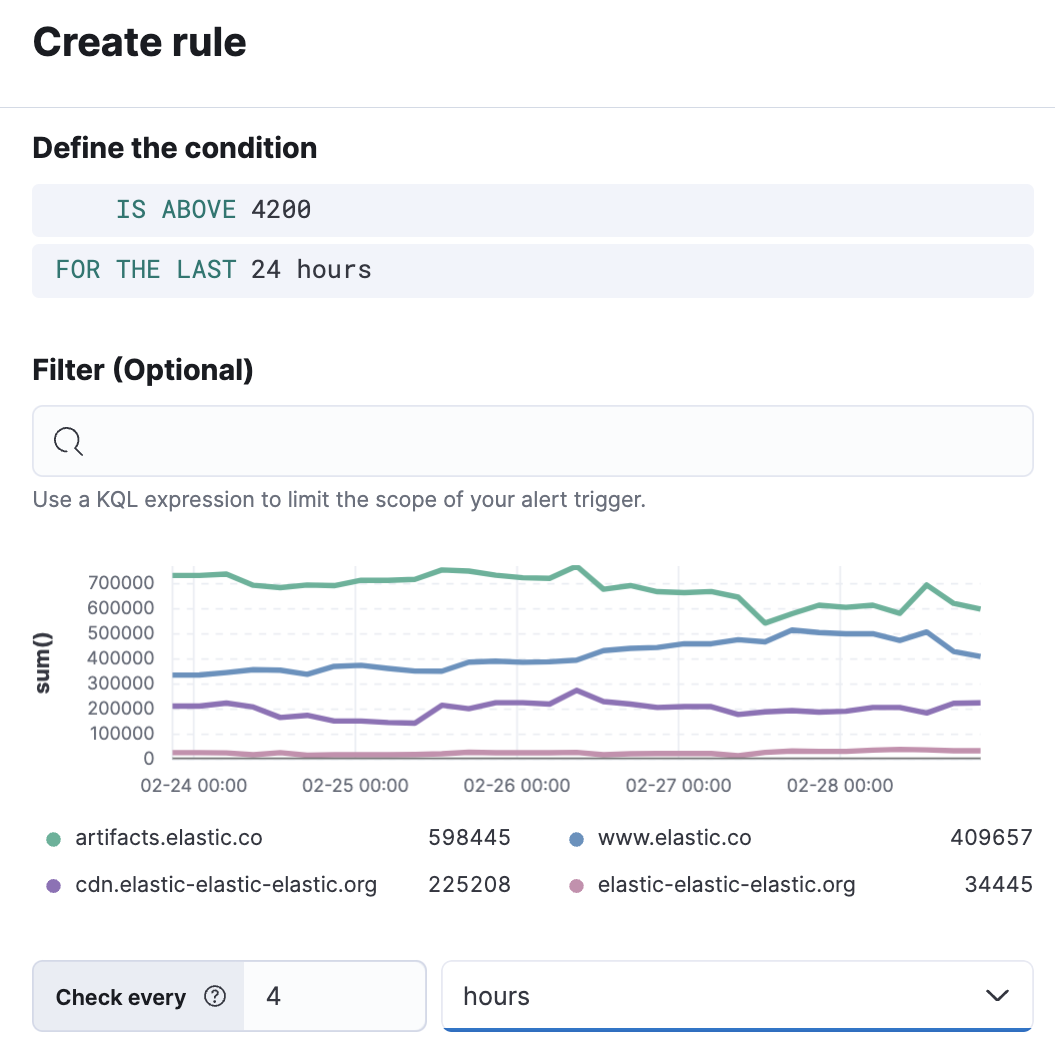 Create rule
Define the condition
IS ABOVE 4200
FOR THE LAST 24 hours
Filter (Optional)
Use a KQL expression to limit the scope of your alert trigger.
sum()
700000
600000
500000
400000
300000
200000
100000
0
02-24 00:00 02-25 00:00 02-26 00:00 02-27 00:00 02-28 00:00
artifacts.elastic.co 598445 www.elastic.co 409657
cdn.elastic-elastic-elastic.org 225208 elastic-elastic-elastic.org 34445
Check every ? 4 hours